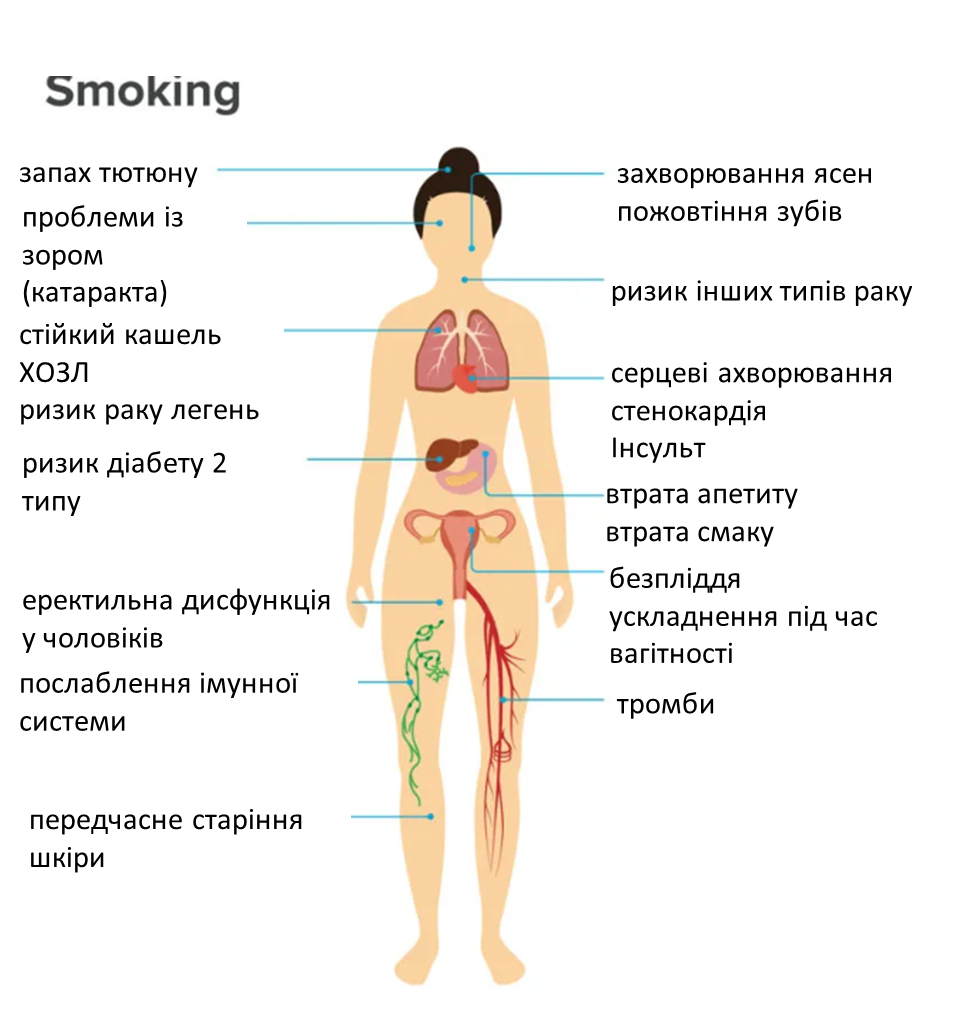 Smoking
запах тютюну
проблеми із
зором
(катаракта)
стійкий кашель
ХОЗЛ
ризик раку легень
ризик діабету 2
типу
еректильна дисфункція
у чоловіків
послаблення імунної
системи
передчасне старіння
шкіри
захворювання ясен
пожовтіння зубів
ризик інших типів раку
серцеві ахворювання
стенокардія
Інсульт
втрата апетиту
втрата смаку
безпліддя
ускладнення під час
вагітності
тромби